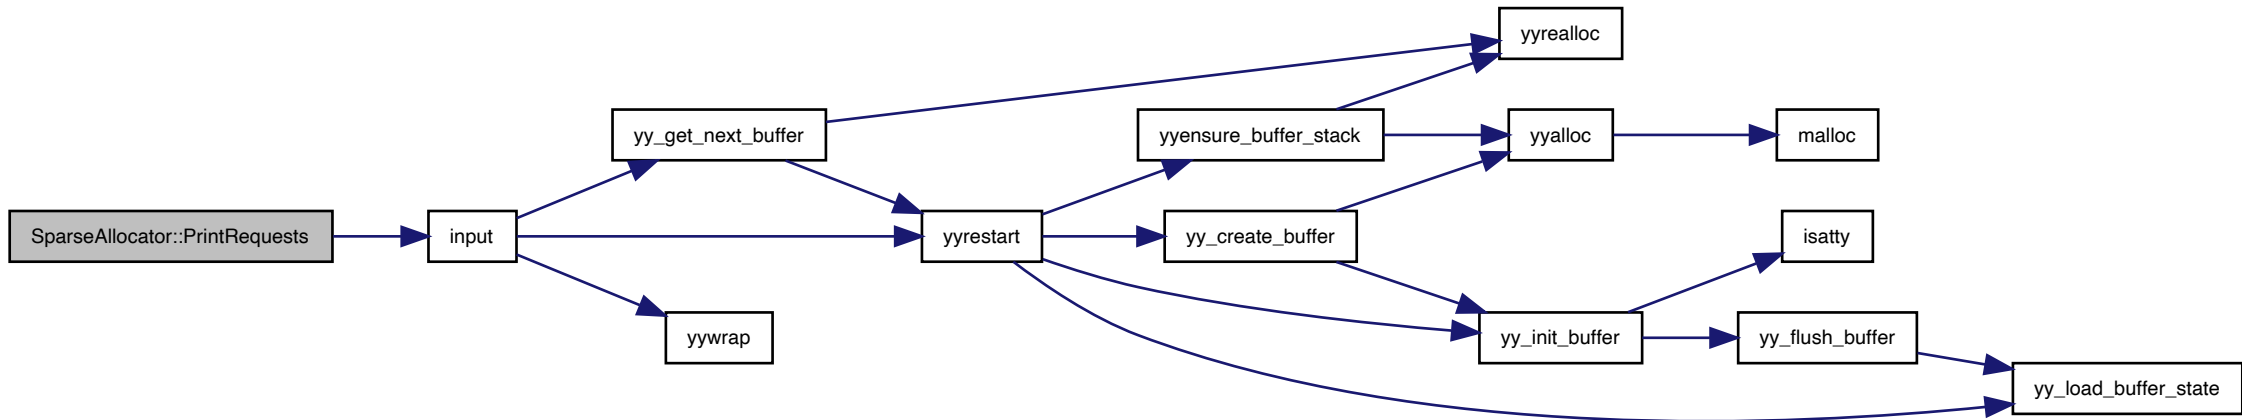 yyrealloc
yy_get_next_buffer
yyensure_buffer_stack
yyalloc
malloc
SparseAllocator::PrintRequests
input
yyrestart
yy_create_buffer
isatty
yywrap
yy_init_buffer
yy_flush_buffer
yy_load_buffer_state